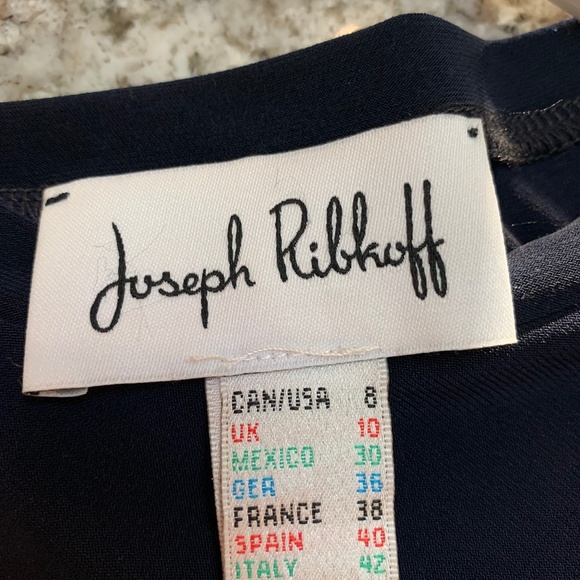 Joseph Ribkoff
CAN/USA 8
UK 10
MEXICO 30
GER 36
FRANCE 38
SPAIN 40
ITALY 42